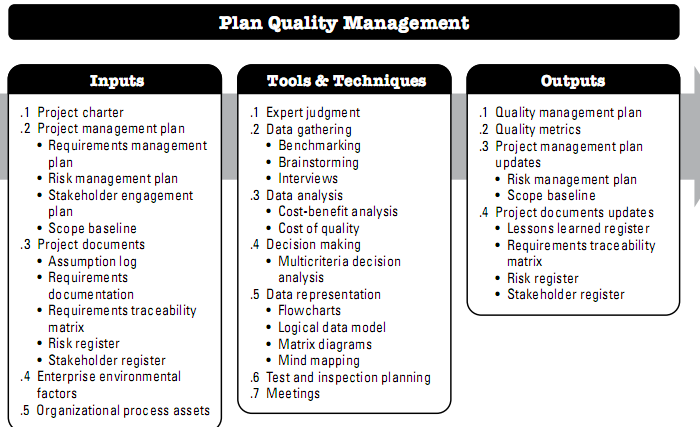 Plan Quality Management
Inputs
.1 Project charter
.2 Project management plan
• Requirements management
plan
• Risk management plan
• Stakeholder engagement
plan
• Scope baseline
.3 Project documents
• Assumption log
• Requirements
documentation
• Requirements traceability
matrix
• Risk register
• Stakeholder register
.4 Enterprise environmental
factors
.5 Organizational process assets
Tools & Techniques
.1 Expert judgment
.2 Data gathering
• Benchmarking
• Brainstorming
• Interviews
.3 Data analysis
• Cost-benefit analysis
• Cost of quality
.4 Decision making
• Multicriteria decision
analysis
.5 Data representation
• Flowcharts
• Logical data model
• Matrix diagrams
• Mind mapping
.6 Test and inspection planning
.7 Meetings
Outputs
.1 Quality management plan
.2 Quality metrics
.3 Project management plan
updates
• Risk management plan
• Scope baseline
.4 Project documents updates
• Lessons learned register
• Requirements traceability
matrix
• Risk register
• Stakeholder register